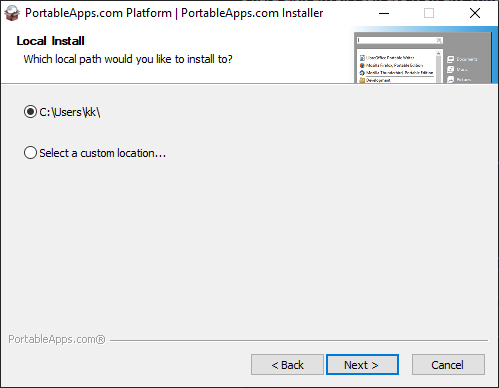 PortableApps.com Platform | PortableApps.com Installer
Local Install
Which local path would you like to install to?
LibreOffice Portable Writer
Mozilla Firefox, Portable Edition
Mozilla Thunderbird, Portable Edition
Development
Documents
Music
Pictures
C:\Users\kk\
Select a custom location...
PortableApps.com®
< Back
Next >
Cancel